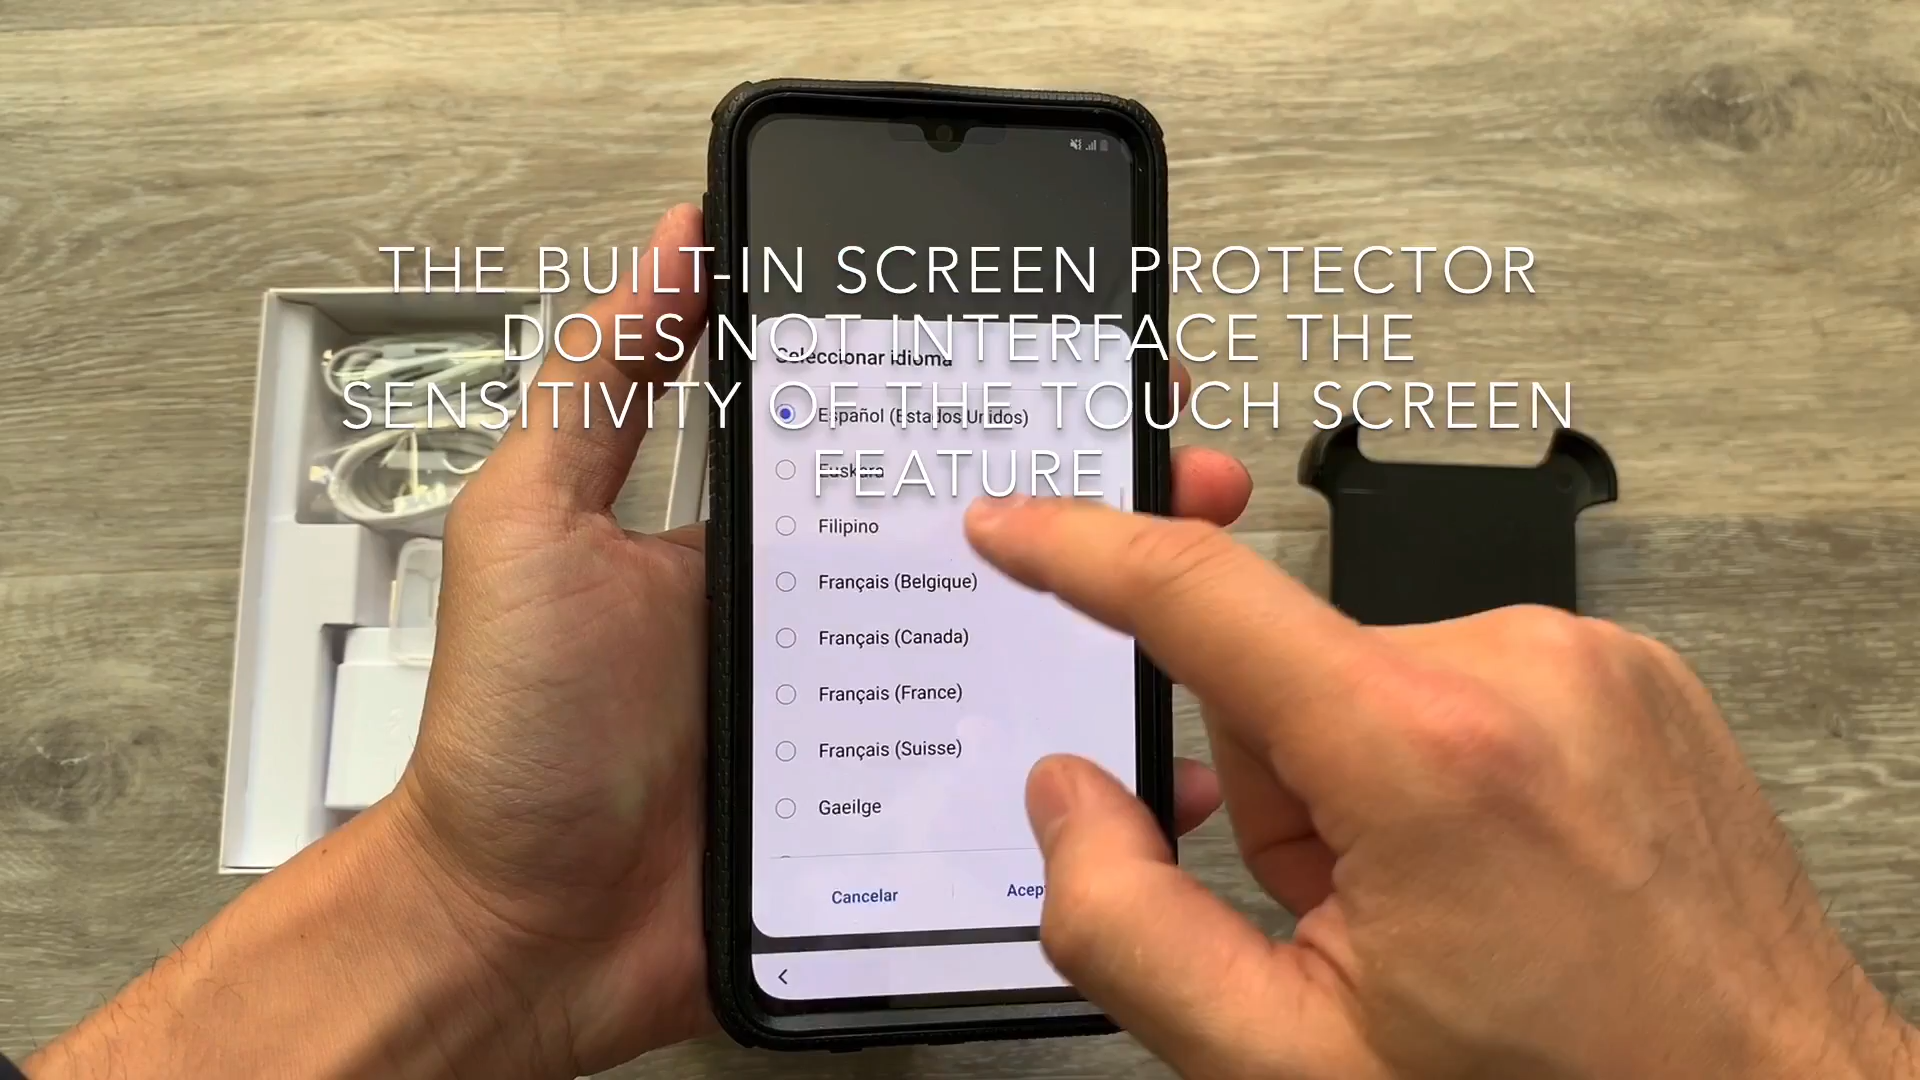 THE BUILT-IN SCREEN PROTECTOR
DOES NOT INTERFACE THE
SENSITIVITY OF THE TOUCH SCREEN
FEATURE
Seleccionar idioma
Español (Estados Unidos)
Euskara
Filipino
Français (Belgique)
Français (Canada)
Français (France)
Français (Suisse)
Gaeilge
Cancelar